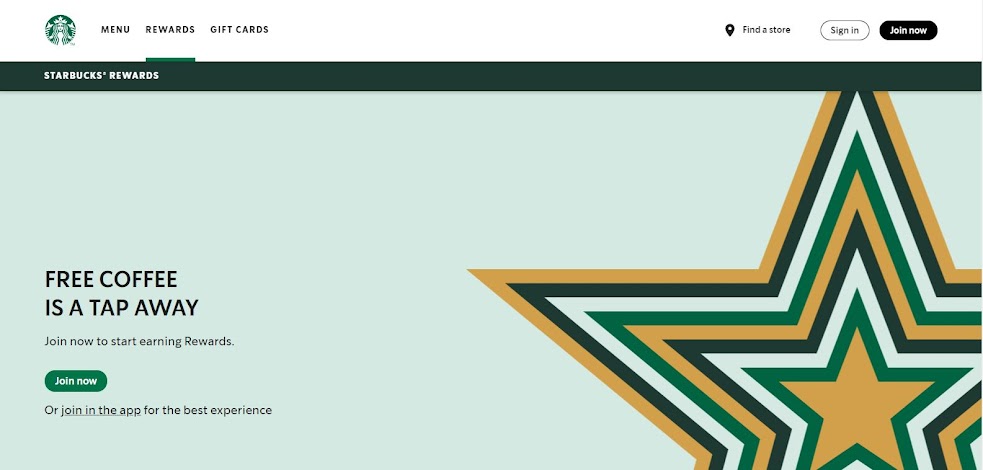 MENU
REWARDS
GIFT CARDS
Find a store
Sign in
Join now
STARBUCKS® REWARDS
FREE COFFEE
IS A TAP AWAY
Join now to start earning Rewards.
Join now
Or join in the app for the best experience